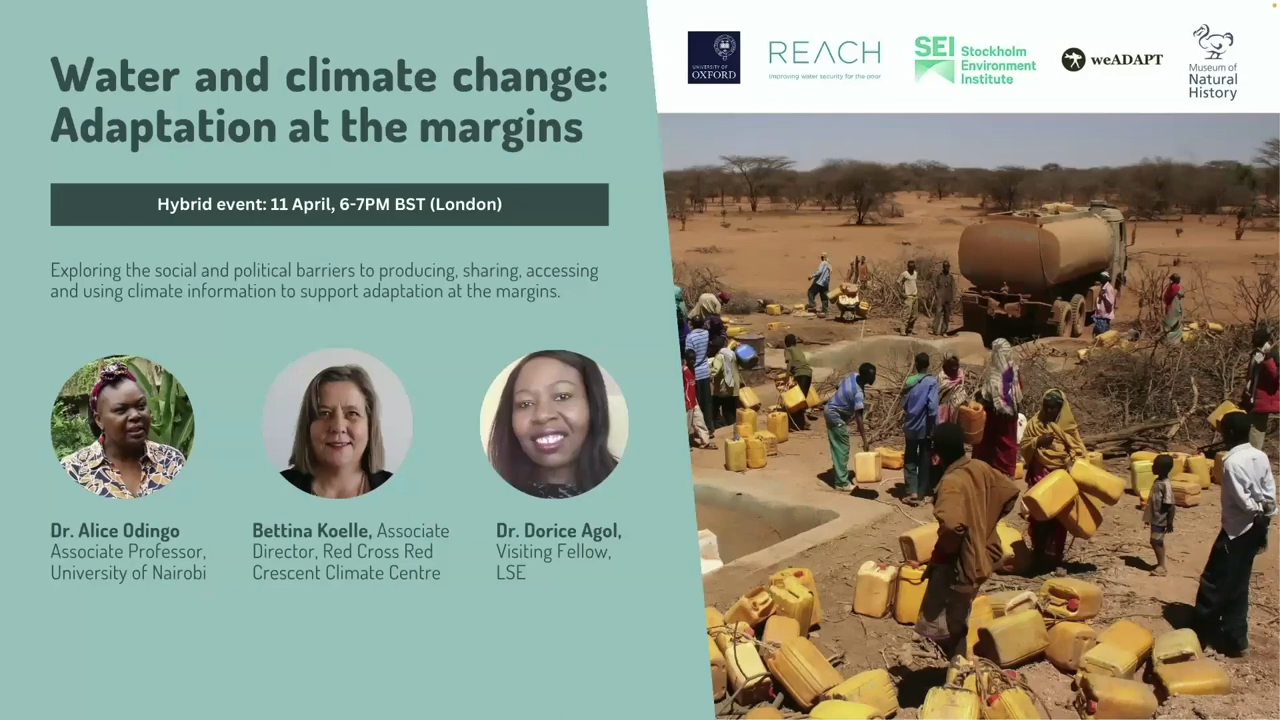 Water and climate change:
Adaptation at the margins
Hybrid event: 11 April, 6-7PM BST (London)
Exploring the social and political barriers to producing, sharing, accessing
and using climate information to support adaptation at the margins.
Dr. Alice Odingo
Associate Professor,
University of Nairobi
Bettina Koelle, Associate
Director, Red Cross Red
Crescent Climate Centre
Dr. Dorice Agol,
Visiting Fellow,
LSE
UNIVERSITY OF
OXFORD
REACH
Improving water security for the poor
SEI
Stockholm
Environment
Institute
weADAPT
Museum of
Natural
History